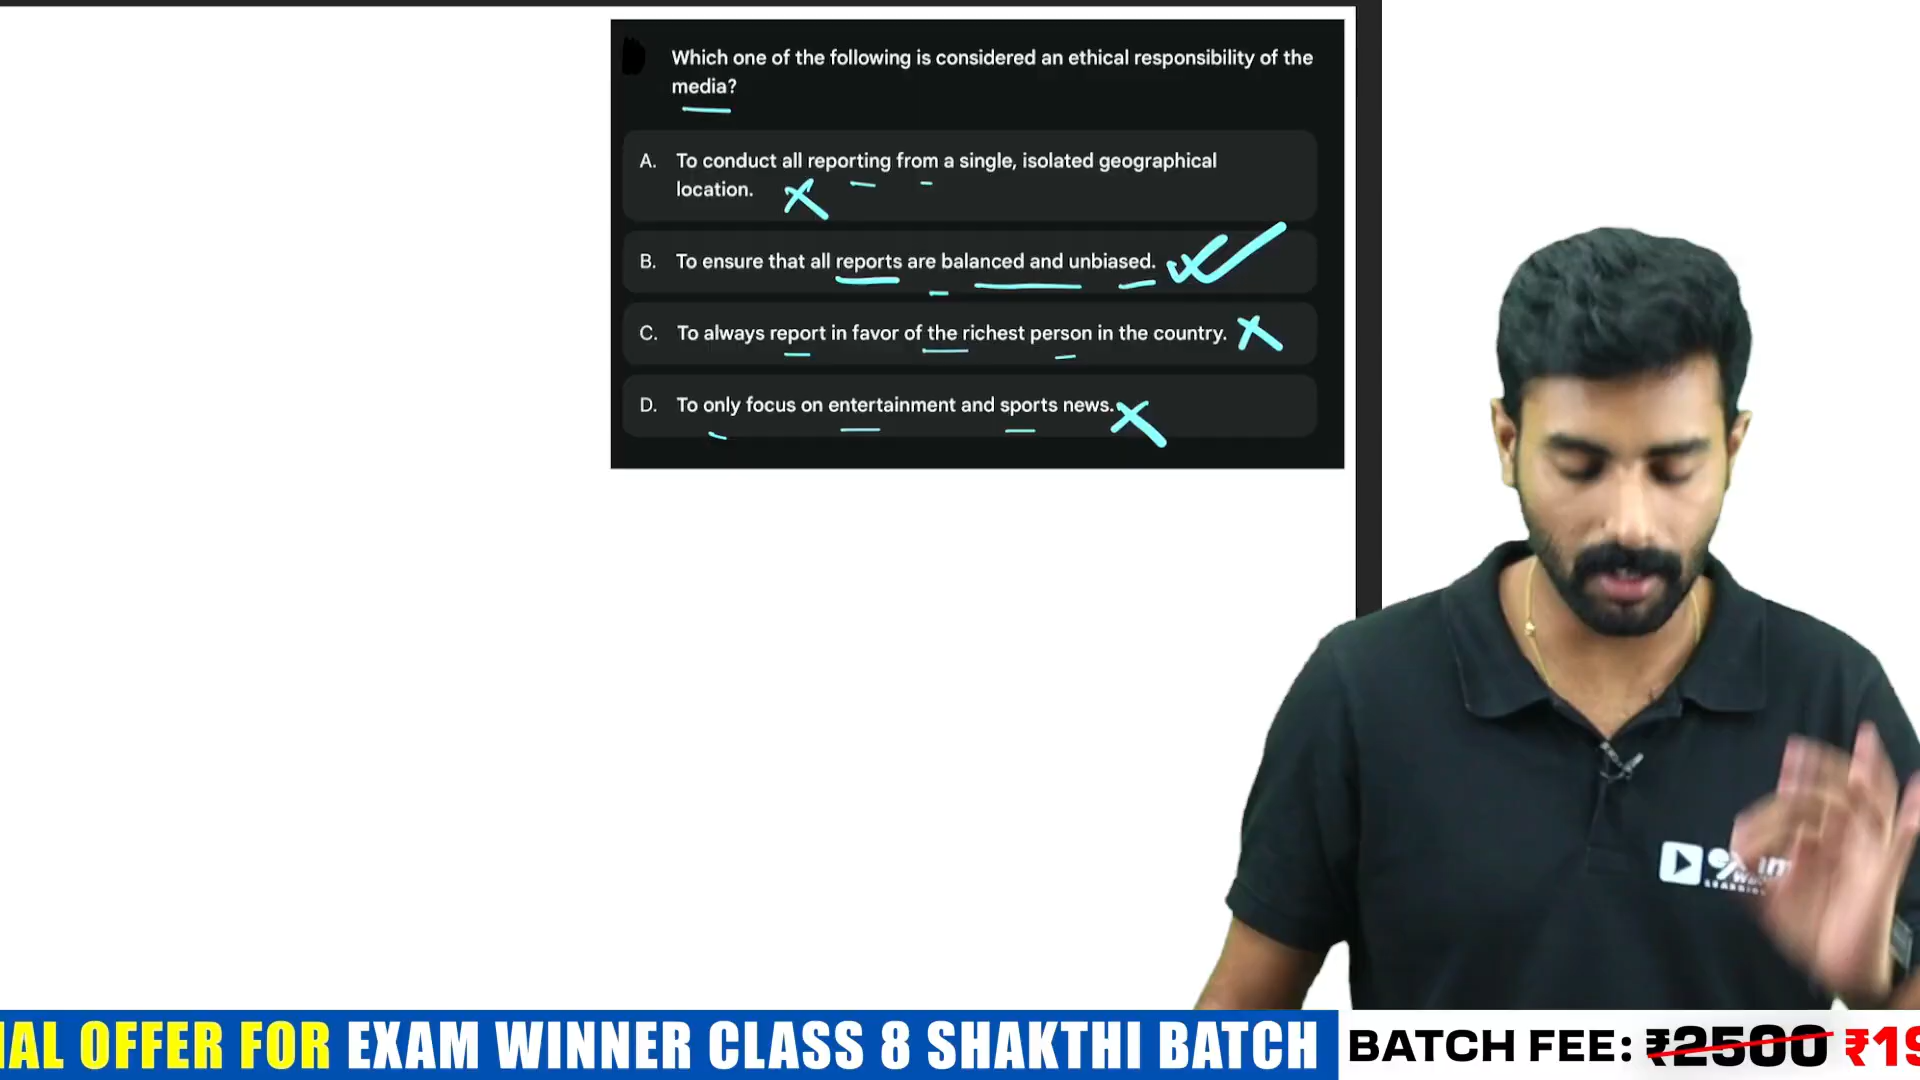 Which one of the following is considered an ethical responsibility of the
media?
A. To conduct all reporting from a single, isolated geographical
location.
B. To ensure that all reports are balanced and unbiased.
C. To always report in favor of the richest person in the country.
D. To only focus on entertainment and sports news.
OFFER FOR EXAM WINNER CLASS 8 SHAKTHI BATCH
BATCH FEE: ₹2500